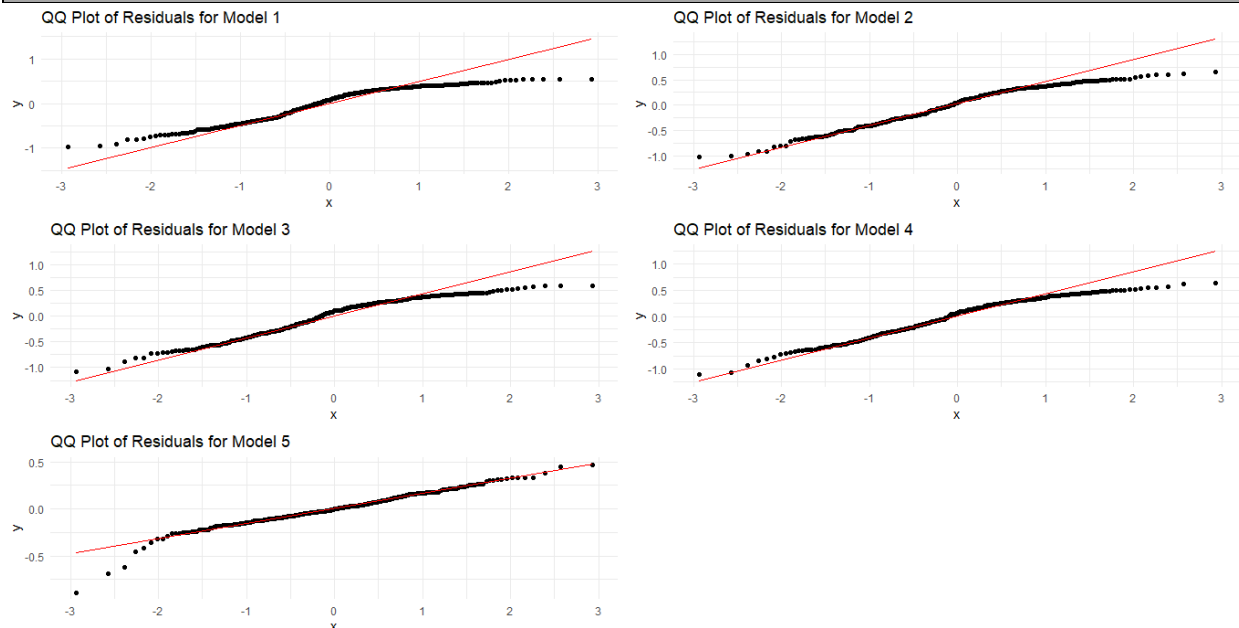 QQ Plot of Residuals for Model 1
y
1
0
-1
-3 -2 -1 0 1 2 3
x
QQ Plot of Residuals for Model 2
y
1.0
0.5
0.0
-0.5
-1.0
-3 -2 -1 0 1 2 3
x
QQ Plot of Residuals for Model 3
y
1.0
0.5
0.0
-0.5
-1.0
-3 -2 -1 0 1 2 3
x
QQ Plot of Residuals for Model 4
y
1.0
0.5
0.0
-0.5
-1.0
-3 -2 -1 0 1 2 3
x
QQ Plot of Residuals for Model 5
y
0.5
0.0
-0.5
-3 -2 -1 0 1 2 3
x